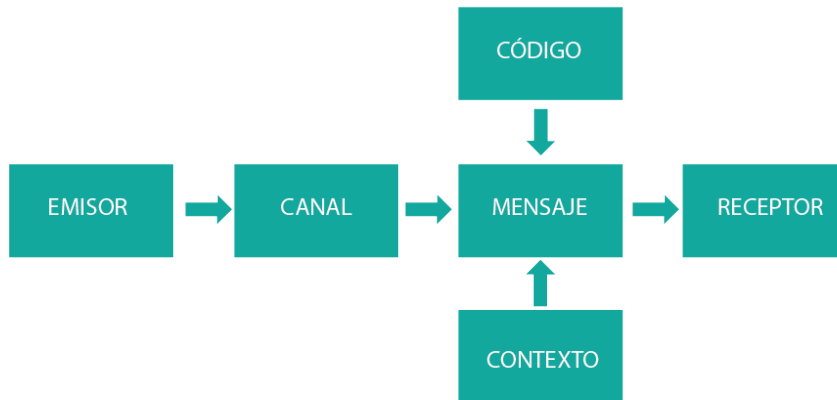 CÓDIGO
EMISOR
CANAL
MENSAJE
RECEPTOR
CONTEXTO